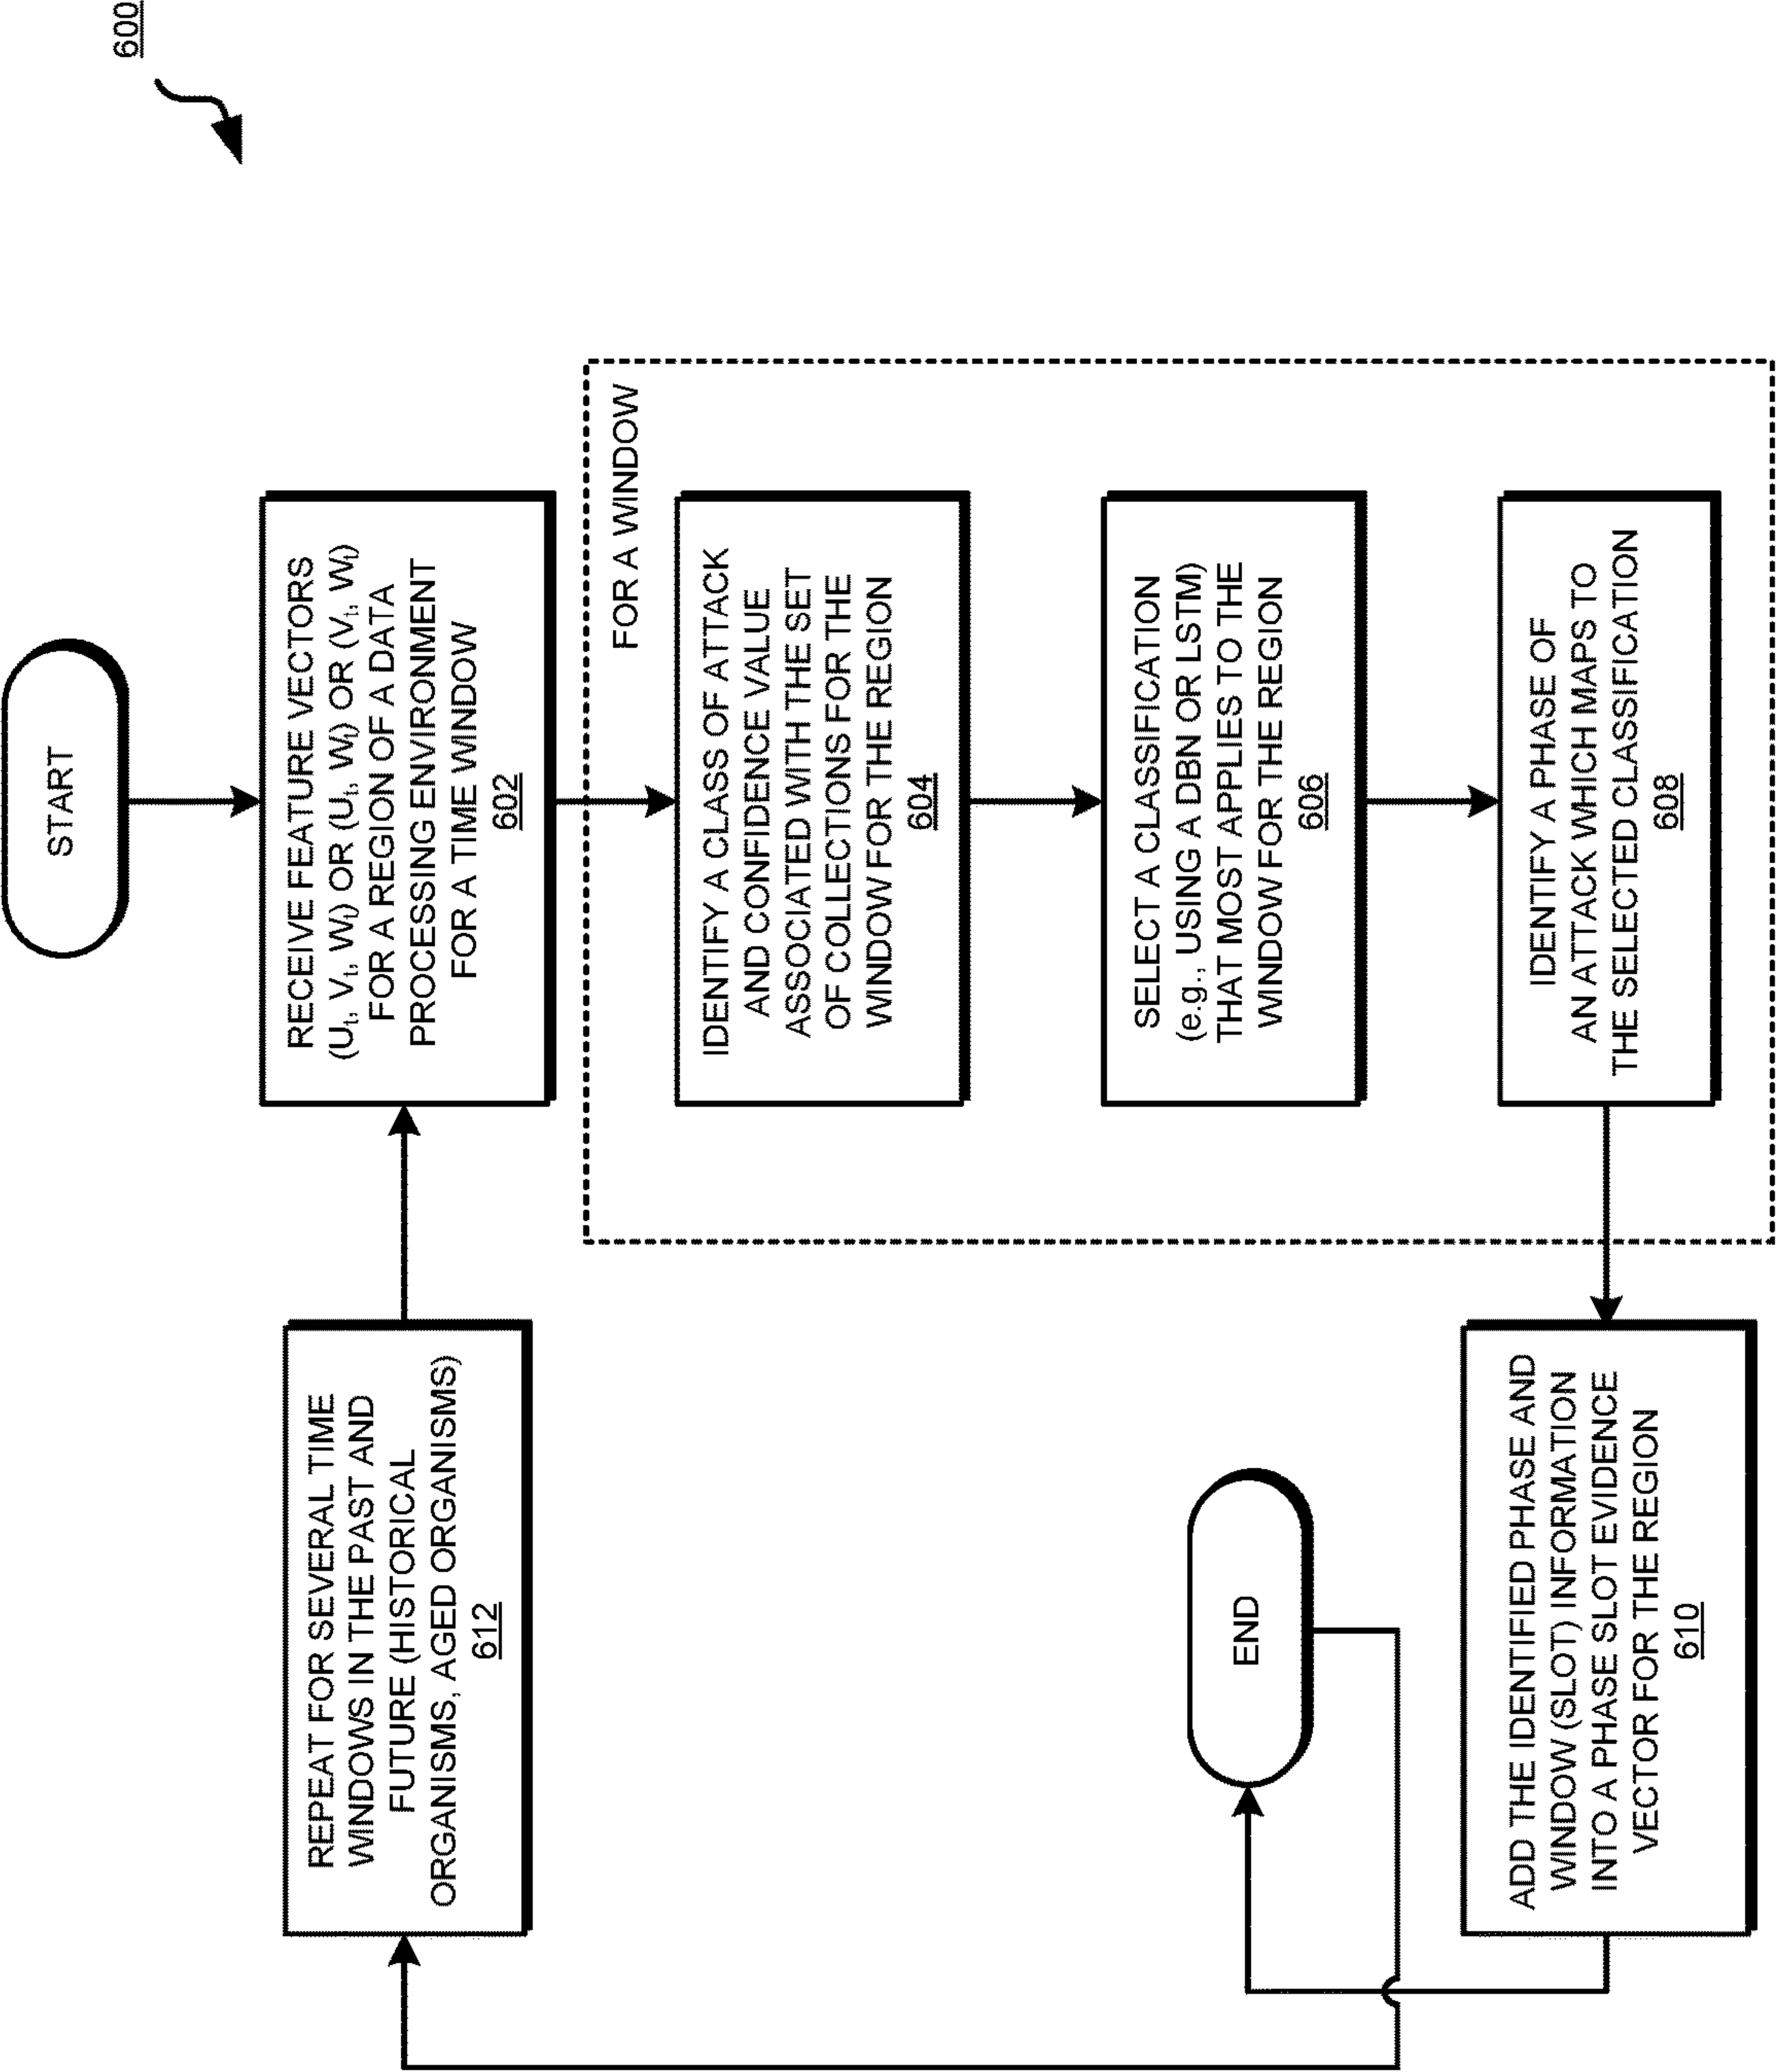 600
START
RECEIVE FEATURE VECTORS
(Ut, Vt, Wt) OR (Ut, Wt) OR (Vt, Wt)
FOR A REGION OF A DATA
PROCESSING ENVIRONMENT
FOR A TIME WINDOW
602
FOR A WINDOW
IDENTIFY A CLASS OF ATTACK
AND CONFIDENCE VALUE
ASSOCIATED WITH THE SET
OF COLLECTIONS FOR THE
WINDOW FOR THE REGION
604
SELECT A CLASSIFICATION
(e.g., USING A DBN OR LSTM)
THAT MOST APPLIES TO THE
WINDOW FOR THE REGION
606
IDENTIFY A PHASE OF
AN ATTACK WHICH MAPS TO
THE SELECTED CLASSIFICATION
608
ADD THE IDENTIFIED PHASE AND
WINDOW (SLOT) INFORMATION
INTO A PHASE SLOT EVIDENCE
VECTOR FOR THE REGION
610
END
REPEAT FOR SEVERAL TIME
WINDOWS IN THE PAST AND
FUTURE (HISTORICAL
ORGANISMS, AGED ORGANISMS)
612